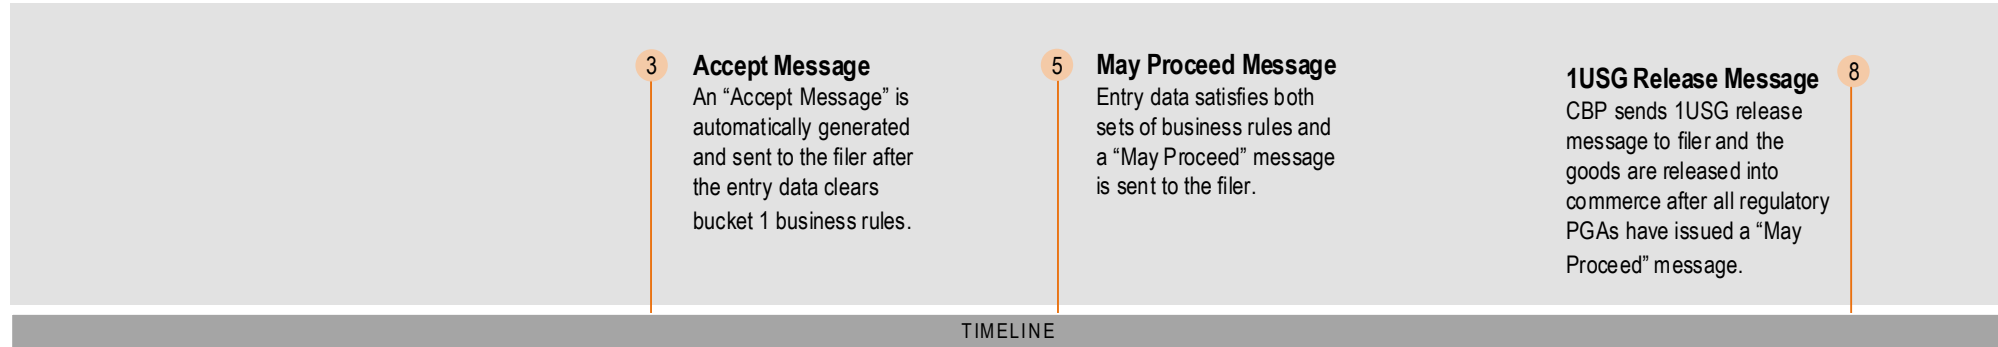 3
Accept Message
An “Accept Message” is
automatically generated
and sent to the filer after
the entry data clears
bucket 1 business rules.
5
May Proceed Message
Entry data satisfies both
sets of business rules and
a “May Proceed” message
is sent to the filer.
8
1USG Release Message
CBP sends 1USG release
message to filer and the
goods are released into
commerce after all regulatory
PGAs have issued a “May
Proceed” message.
TIMELINE